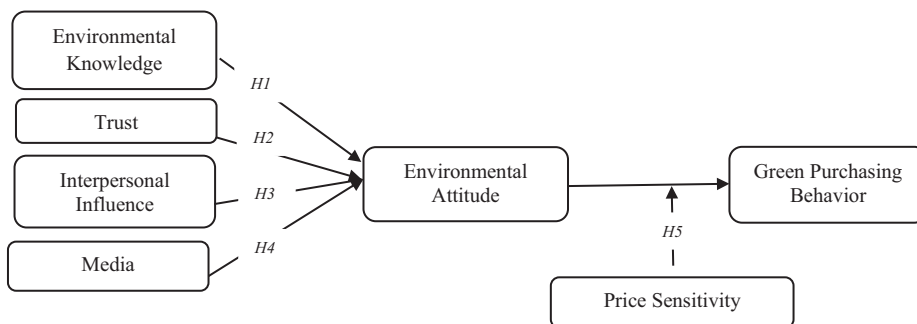 Environmental
Knowledge
H1
Trust
H2
Interpersonal
Influence
H3
Media
H4
Environmental
Attitude
Green Purchasing
Behavior
H5
Price Sensitivity